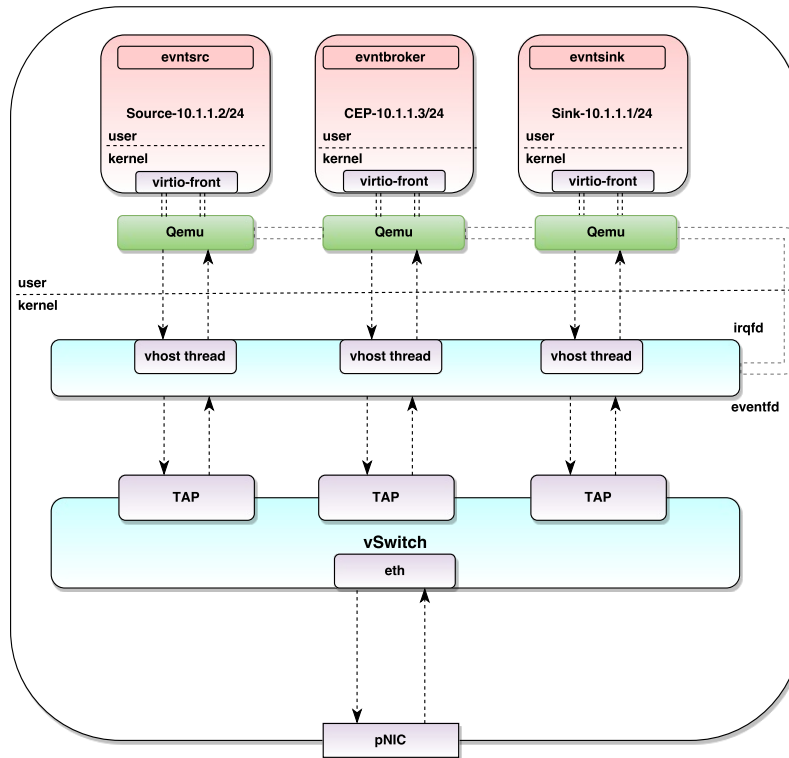 evntsrc
evntbroker
evntsink
Source-10.1.1.2/24
CEP-10.1.1.3/24
Sink-10.1.1.1/24
user
user
user
kernel
kernel
kernel
virtio-front
virtio-front
virtio-front
Qemu
Qemu
Qemu
user
kernel
irqfd
vhost thread
vhost thread
vhost thread
eventfd
TAP
TAP
TAP
vSwitch
eth
pNIC